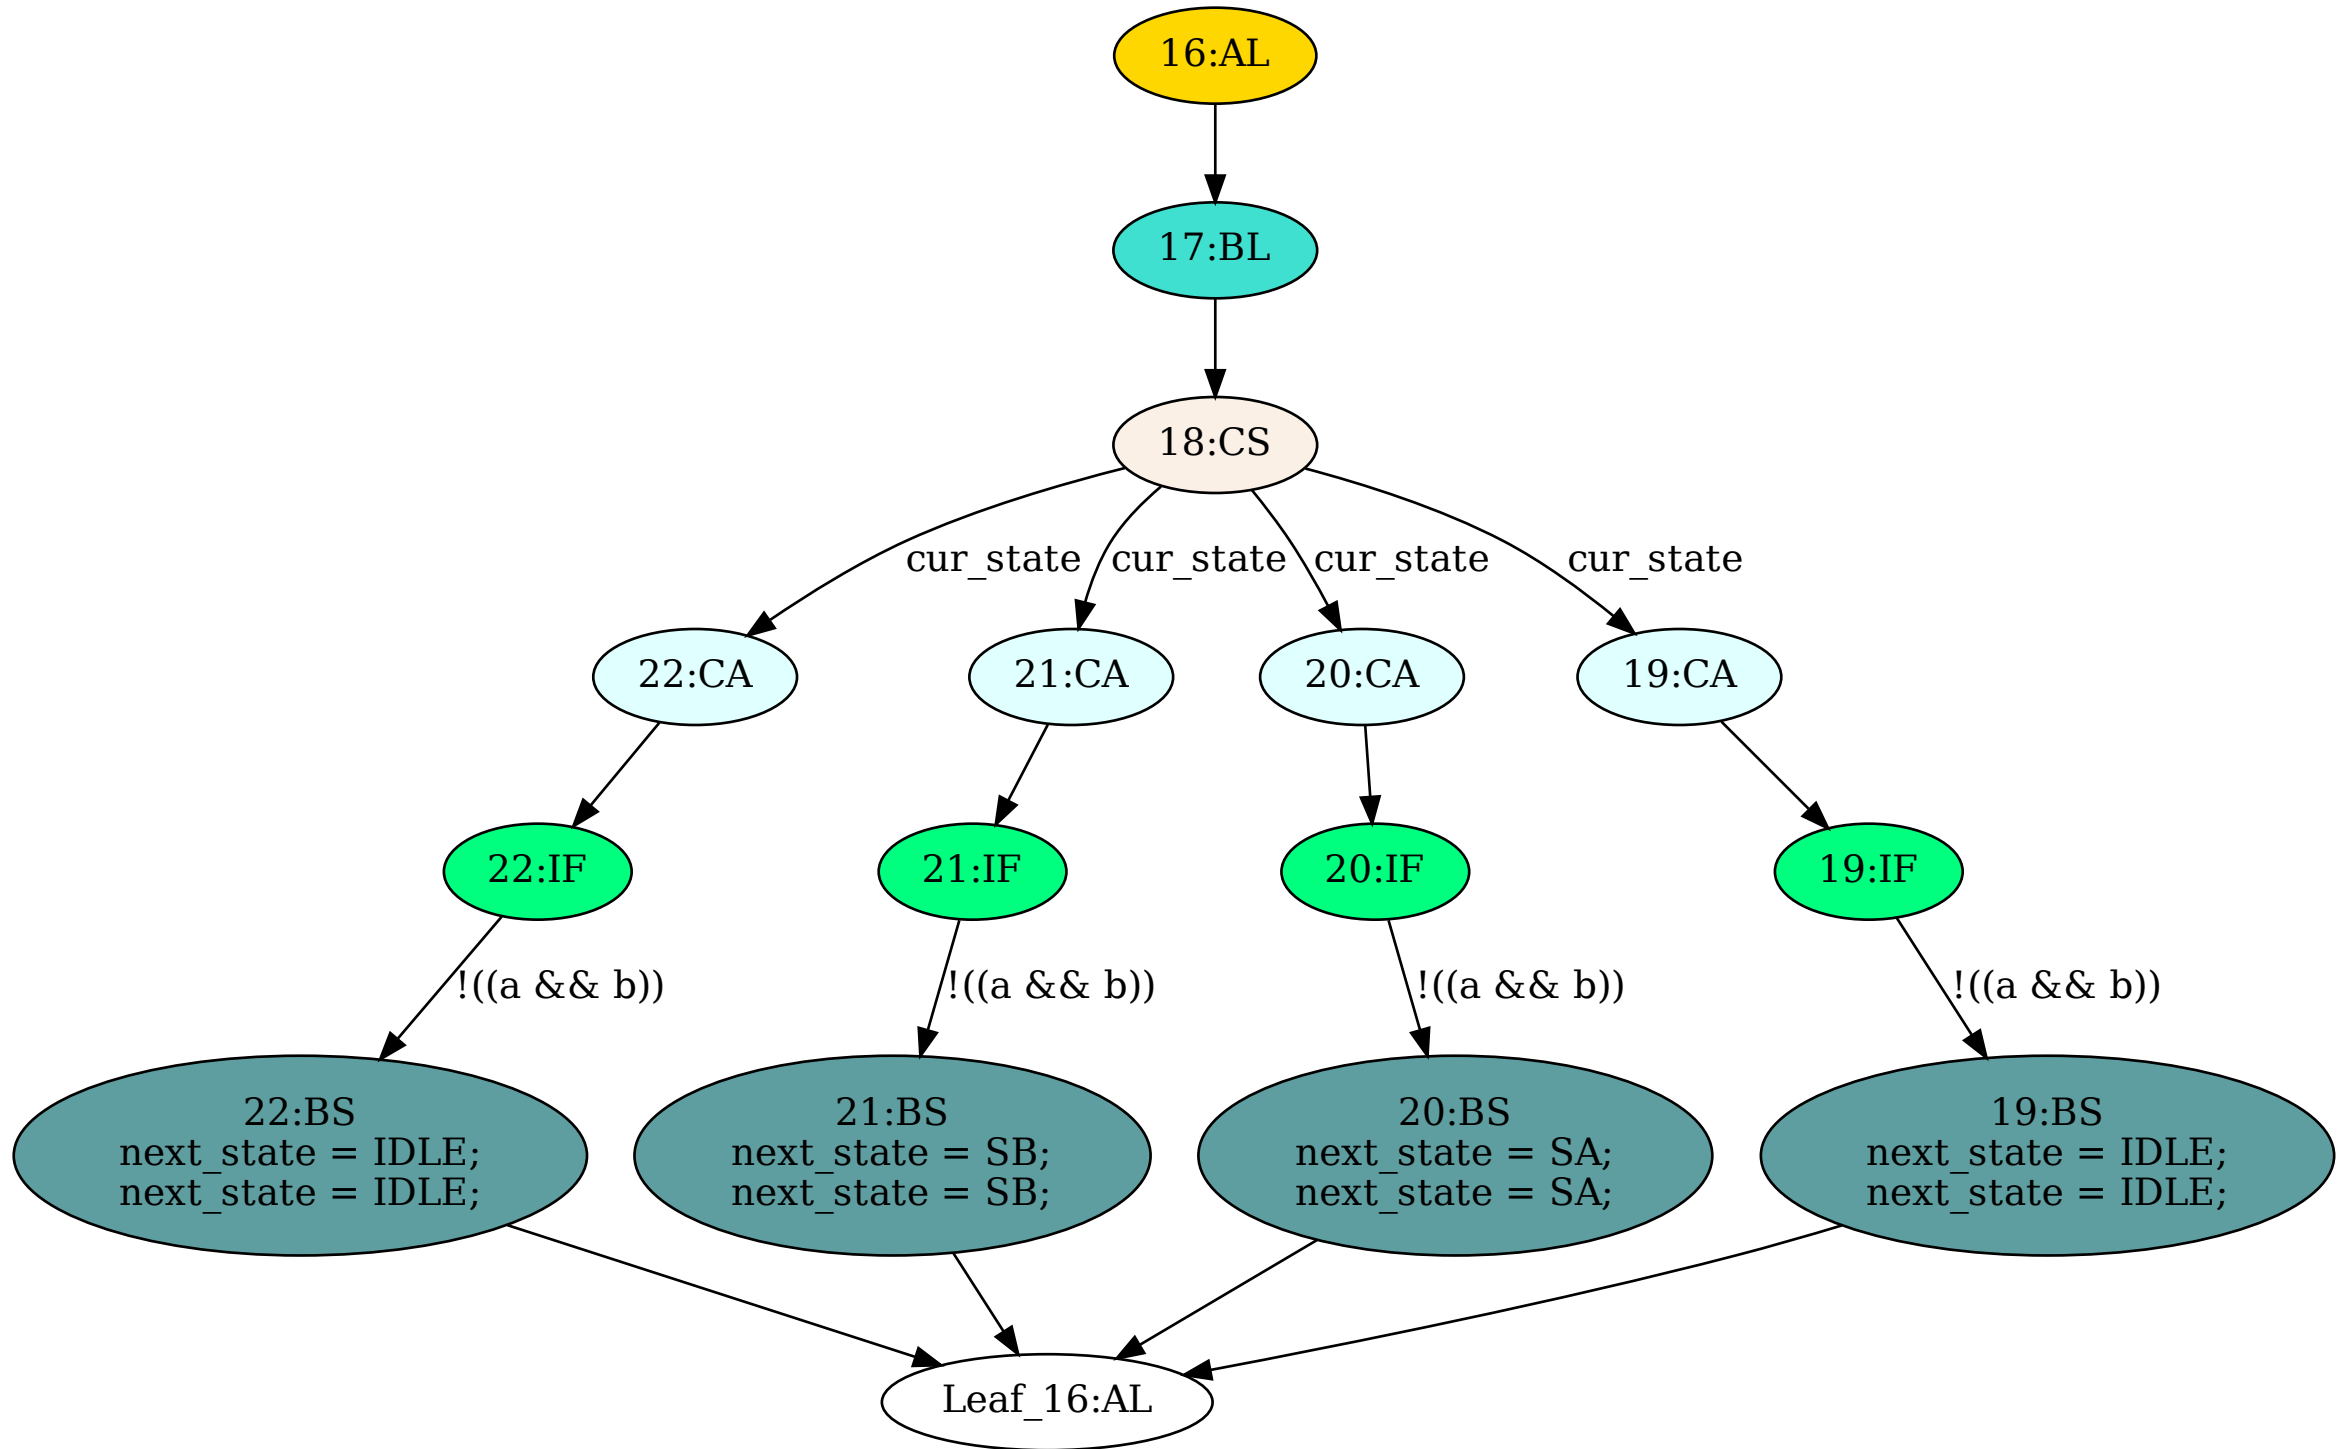 16:AL
17:BL
18:CS
cur_state
cur_state
cur_state
cur_state
22:CA
21:CA
20:CA
19:CA
22:IF
21:IF
20:IF
19:IF
!((a && b))
!((a && b))
!((a && b))
!((a && b))
22:BS
next_state = IDLE;
next_state = IDLE;
21:BS
next_state = SB;
next_state = SB;
20:BS
next_state = SA;
next_state = SA;
19:BS
next_state = IDLE;
next_state = IDLE;
Leaf_16:AL